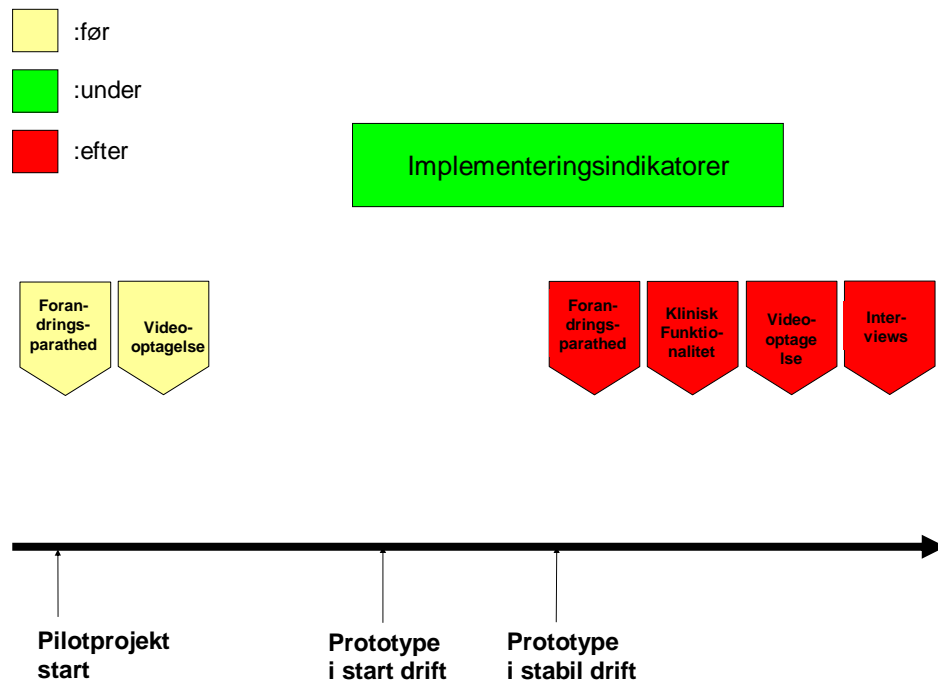 :før
:under
:efter
Implementeringsindikatorer
Foran-
drings-
parathed
Video-
optagelse
Foran-
drings-
parathed
Klinisk
Funktio-
nalitet
Video-
optage
lse
Inter-
views
Pilotprojekt
start
Prototype
i start drift
Prototype
i stabil drift